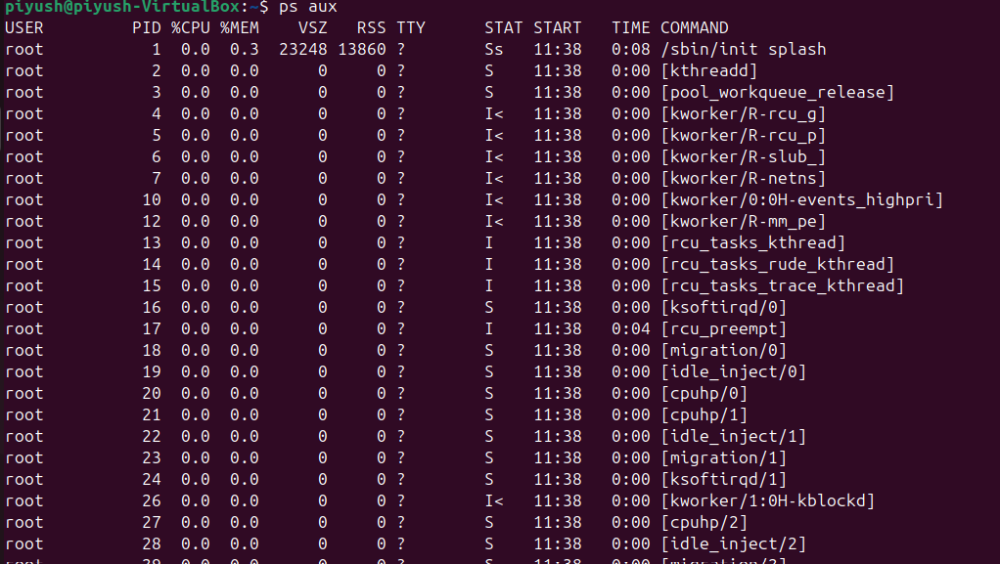 piyush@piyush-VirtualBox:~$ ps aux
USER         PID %CPU %MEM    VSZ   RSS TTY      STAT START   TIME COMMAND
root           1  0.0  0.3  23248 13860 ?        Ss   11:38   0:08 /sbin/init splash
root           2  0.0  0.0      0     0 ?        S    11:38   0:00 [kthreadd]
root           3  0.0  0.0      0     0 ?        S    11:38   0:00 [pool_workqueue_release]
root           4  0.0  0.0      0     0 ?        I<   11:38   0:00 [kworker/R-rcu_g]
root           5  0.0  0.0      0     0 ?        I<   11:38   0:00 [kworker/R-rcu_p]
root           6  0.0  0.0      0     0 ?        I<   11:38   0:00 [kworker/R-slub_]
root           7  0.0  0.0      0     0 ?        I<   11:38   0:00 [kworker/R-netns]
root          10  0.0  0.0      0     0 ?        I<   11:38   0:00 [kworker/0:0H-events_highpri]
root          12  0.0  0.0      0     0 ?        I<   11:38   0:00 [kworker/R-mm_pe]
root          13  0.0  0.0      0     0 ?        I    11:38   0:00 [rcu_tasks_kthread]
root          14  0.0  0.0      0     0 ?        I    11:38   0:00 [rcu_tasks_rude_kthread]
root          15  0.0  0.0      0     0 ?        I    11:38   0:00 [rcu_tasks_trace_kthread]
root          16  0.0  0.0      0     0 ?        S    11:38   0:00 [ksoftirqd/0]
root          17  0.0  0.0      0     0 ?        I    11:38   0:04 [rcu_preempt]
root          18  0.0  0.0      0     0 ?        S    11:38   0:00 [migration/0]
root          19  0.0  0.0      0     0 ?        S    11:38   0:00 [idle_inject/0]
root          20  0.0  0.0      0     0 ?        S    11:38   0:00 [cpuhp/0]
root          21  0.0  0.0      0     0 ?        S    11:38   0:00 [cpuhp/1]
root          22  0.0  0.0      0     0 ?        S    11:38   0:00 [idle_inject/1]
root          23  0.0  0.0      0     0 ?        S    11:38   0:00 [migration/1]
root          24  0.0  0.0      0     0 ?        S    11:38   0:00 [ksoftirqd/1]
root          26  0.0  0.0      0     0 ?        I<   11:38   0:00 [kworker/1:0H-kblockd]
root          27  0.0  0.0      0     0 ?        S    11:38   0:00 [cpuhp/2]
root          28  0.0  0.0      0     0 ?        S    11:38   0:00 [idle_inject/2]